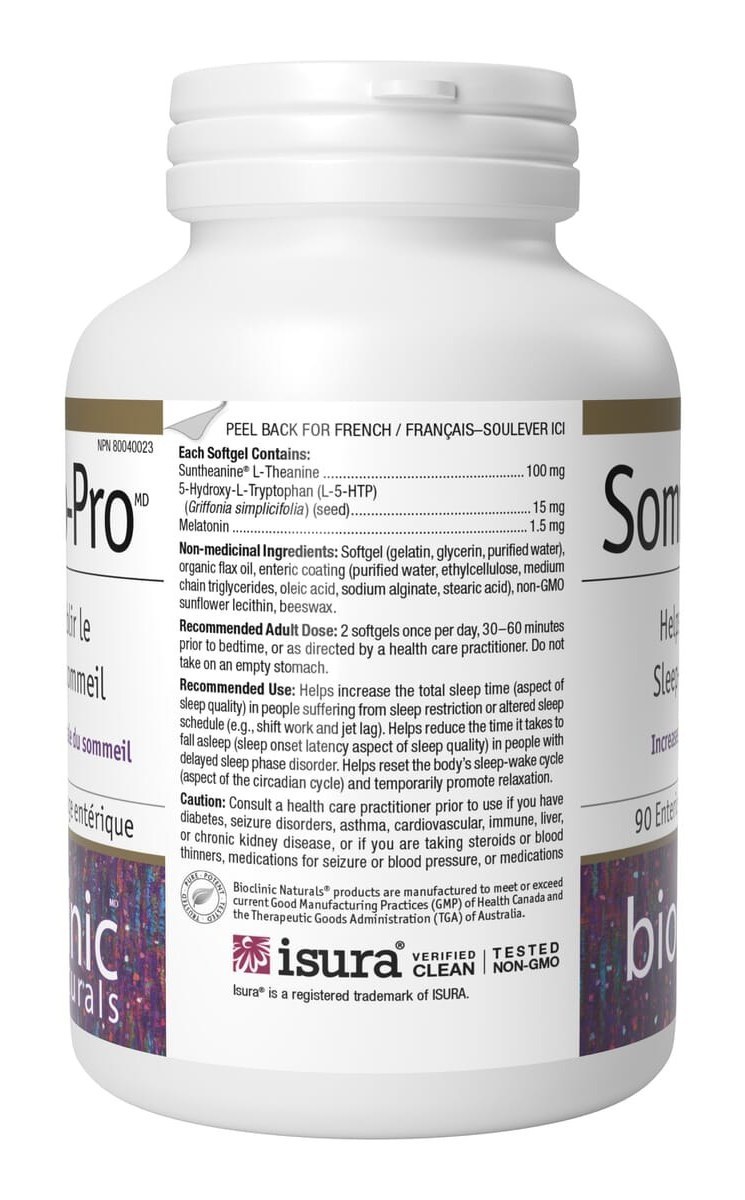 PEEL BACK FOR FRENCH / FRANÇAIS–SOULEVER ICI
NPN 80040023
-Pro MD
le
du sommeil
entérique
MD
Each Softgel Contains:
Suntheanine® L-Theanine ........ 100 mg
5-Hydroxy-L-Tryptophan (L-5-HTP)
(Griffonia simplicifolia) (seed) ........ 15 mg
Melatonin ........ 1.5 mg
Non-medicinal Ingredients: Softgel (gelatin, glycerin, purified water),
organic flax oil, enteric coating (purified water, ethylcellulose, medium
chain triglycerides, oleic acid, sodium alginate, stearic acid), non-GMO
sunflower lecithin, beeswax.
Recommended Adult Dose: 2 softgels once per day, 30–60 minutes
prior to bedtime, or as directed by a health care practitioner. Do not
take on an empty stomach.
Recommended Use: Helps increase the total sleep time (aspect of
sleep quality) in people suffering from sleep restriction or altered sleep
schedule (e.g., shift work and jet lag). Helps reduce the time it takes to
fall asleep (sleep onset latency aspect of sleep quality) in people with
delayed sleep phase disorder. Helps reset the body's sleep-wake cycle
(aspect of the circadian cycle) and temporarily promote relaxation.
Caution: Consult a health care practitioner prior to use if you have
diabetes, seizure disorders, asthma, cardiovascular, immune, liver,
or chronic kidney disease, or if you are taking steroids or blood
thinners, medications for seizure or blood pressure, or medications
PURE POTENT TESTED TRUSTED
Bioclinic Naturals® products are manufactured to meet or exceed
current Good Manufacturing Practices (GMP) of Health Canada and
the Therapeutic Goods Administration (TGA) of Australia.
isura® VERIFIED CLEAN | TESTED NON-GMO
Isura® is a registered trademark of ISURA.
Som
90
bio